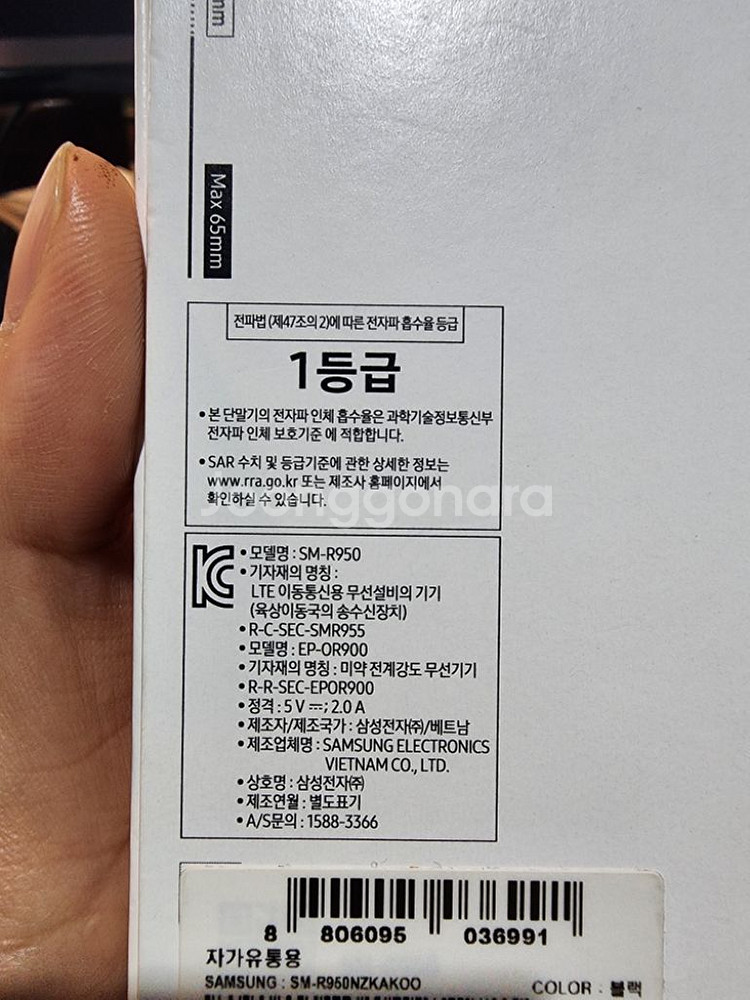 mm
Max 65mm
전파법 (제47조의 2)에 따른 전자파 흡수율 등급
1등급
• 본 단말기의 전자파 인체 흡수율은 과학기술정보통신부
전자파 인체 보호기준 에 적합합니다.
• SAR 수치 및 등급기준에 관한 상세한 정보는
www.rra.go.kr 또는 제조사 홈페이지에서
확인하실 수 있습니다.
joonggonara
• 모델명 : SM-R950
• 기자재의 명칭 :
LTE 이동통신용 무선설비의 기기
(육상이동국의 송수신장치)
• R-C-SEC-SMR955
• 모델명 : EP-OR900
• 기자재의 명칭 : 미약 전계강도 무선기기
• R-R-SEC-EPOR900
• 정격 : 5 V ⎓; 2.0 A
• 제조자/제조국가 : 삼성전자㈜/베트남
• 제조업체명 : SAMSUNG ELECTRONICS
VIETNAM CO., LTD.
• 상호명 : 삼성전자㈜
• 제조연월 : 별도표기
• A/S문의 : 1588-3366
8 806095 036991
자가유통용
SAMSUNG : SM-R950NZKAKOO COLOR : 블랙